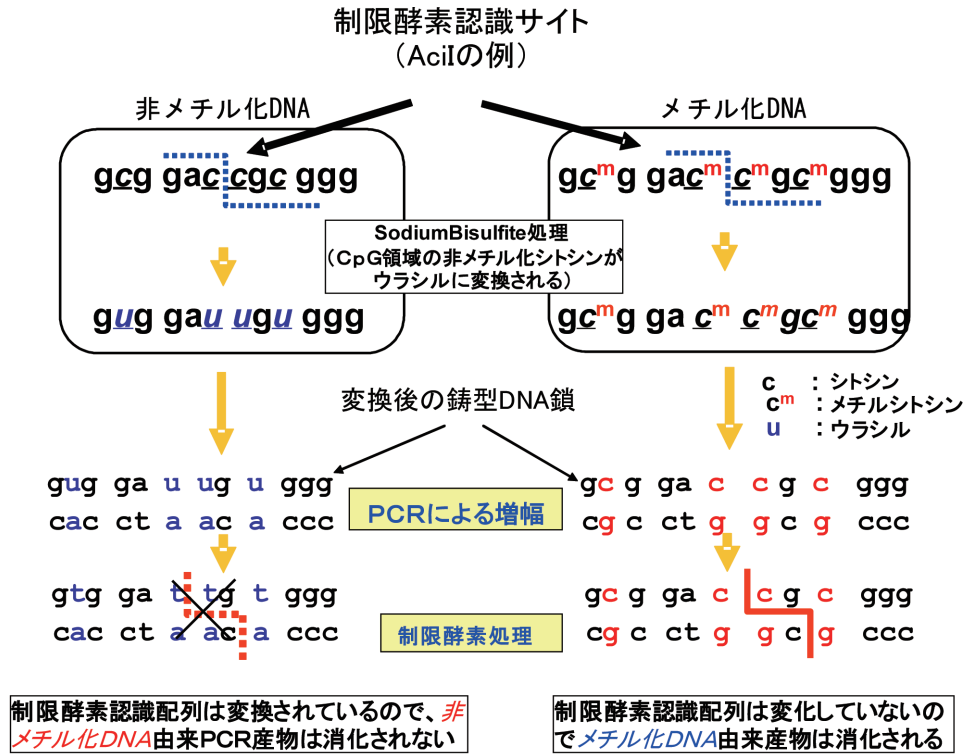 制限酵素認識サイト
（AciIの例）
非メチル化DNA
メチル化DNA
gcg gac cgc ggg
gcᵐg gacᵐ cᵐgcᵐggg
SodiumBisulfite処理
（CpG領域の非メチル化シトシンが
ウラシルに変換される）
gug gau ugu ggg
gcᵐg ga cᵐ cᵐgcᵐ ggg
変換後の鋳型DNA鎖
c ：シトシン
cᵐ ：メチルシトシン
u ：ウラシル
gug ga u ug u ggg
cac ct a ac a ccc
PCRによる増幅
gc g ga c c g c ggg
cg c ct g g c g ccc
gtg ga t tg t ggg
cac ct a ac a ccc
制限酵素処理
gc g ga c c g c ggg
cg c ct g g c g ccc
制限酵素認識配列は変換されているので、非
メチル化DNA由来PCR産物は消化されない
制限酵素認識配列は変化していないの
でメチル化DNA由来産物は消化される